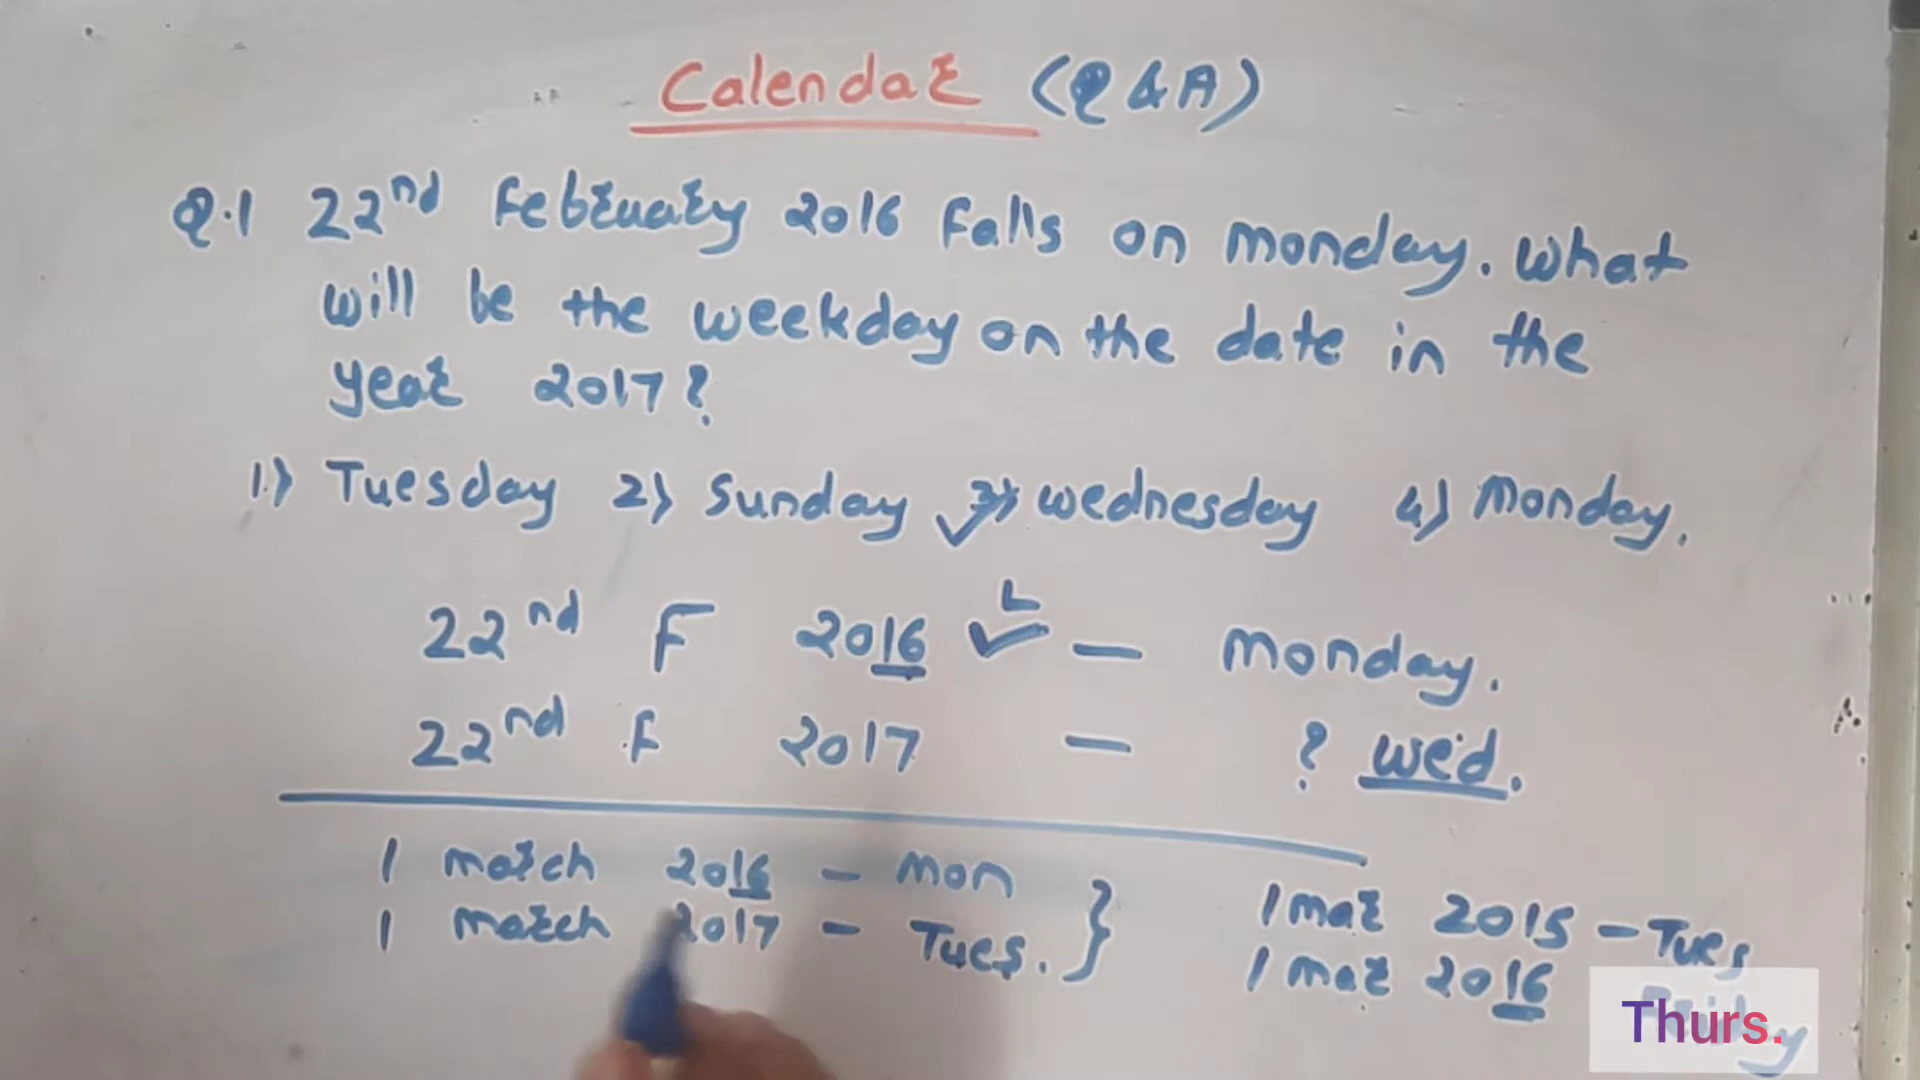 Calendar (Q & A)
Q.1 22nd February 2016 falls on monday. What
will be the weekday on the date in the
year 2017?
1.) Tuesday 2) Sunday 3) wednesday 4) Monday.
22nd F 2016 L — monday.
22nd F 2017 — ? wed.
1 march 2016 - Mon
1 march 2017 - Tues. }
1 mar 2015 - Tues
1 mar 2016
Thurs.